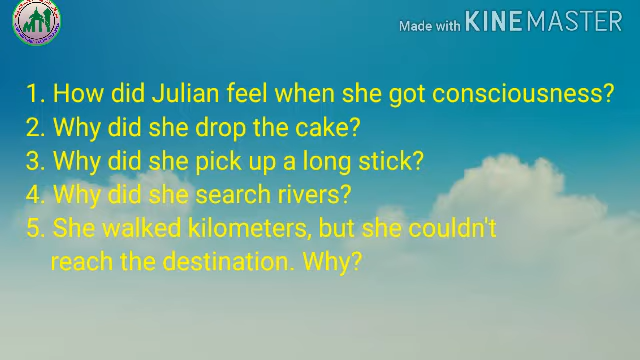 Made with KINEMASTER
1. How did Julian feel when she got consciousness?
2. Why did she drop the cake?
3. Why did she pick up a long stick?
4. Why did she search rivers?
5. She walked kilometers, but she couldn't
reach the destination. Why?